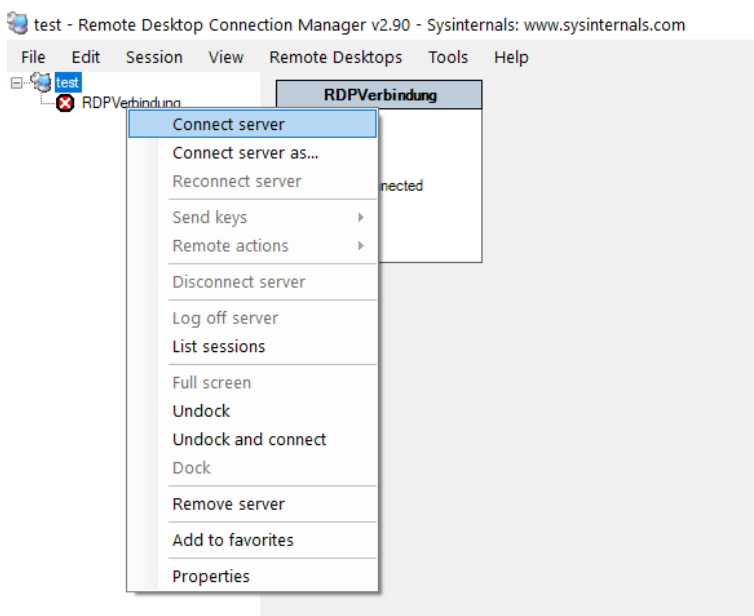 test - Remote Desktop Connection Manager v2.90 - Sysinternals: www.sysinternals.com
File Edit Session View Remote Desktops Tools Help
test
RDPVerbindung
RDPVerbindung
nected
Connect server
Connect server as...
Reconnect server
Send keys
Remote actions
Disconnect server
Log off server
List sessions
Full screen
Undock
Undock and connect
Dock
Remove server
Add to favorites
Properties